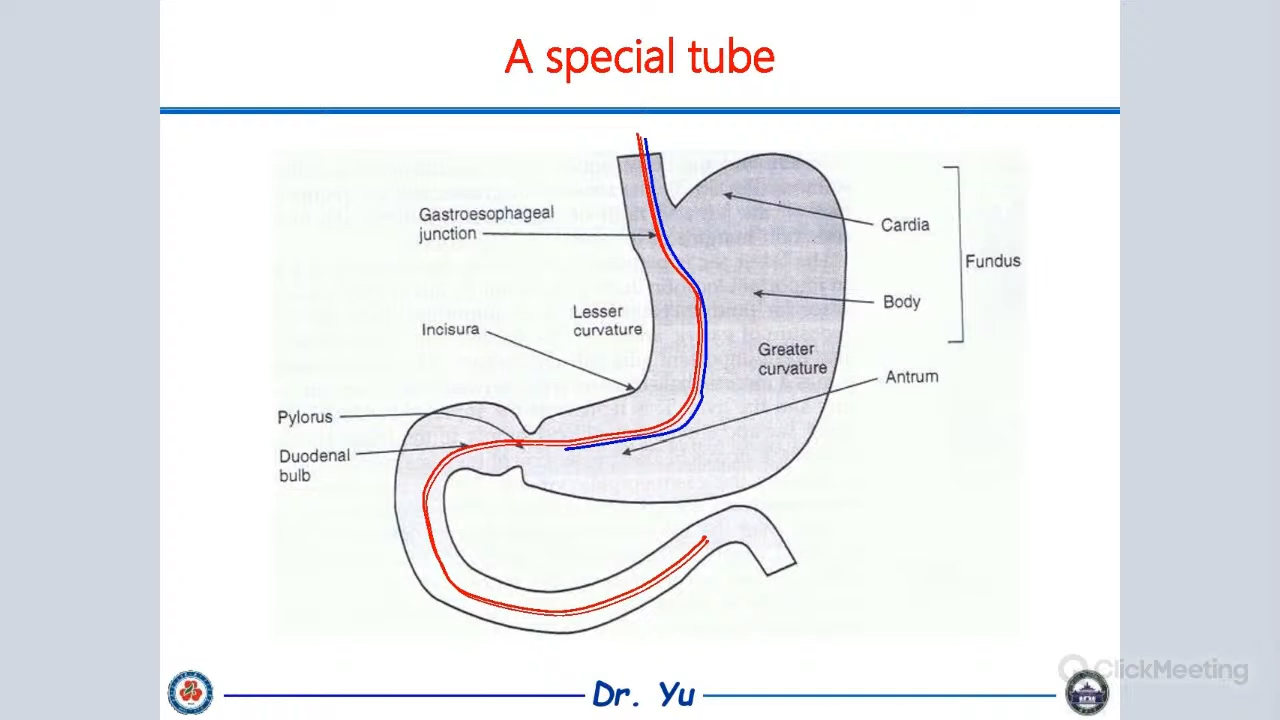 A special tube
Gastroesophageal
junction
Cardia
Fundus
Body
Lesser
curvature
Incisura
Greater
curvature
Antrum
Pylorus
Duodenal
bulb
ClickMeeting
Dr. Yu